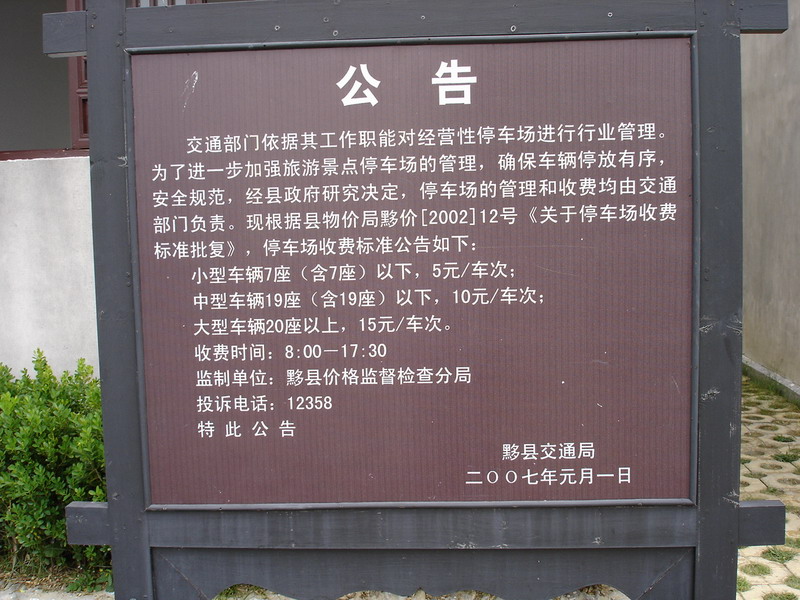 公 告
交通部门依据其工作职能对经营性停车场进行行业管理。
为了进一步加强旅游景点停车场的管理，确保车辆停放有序，
安全规范，经县政府研究决定，停车场的管理和收费均由交通
部门负责。现根据县物价局黟价[2002]12号《关于停车场收费
标准批复》，停车场收费标准公告如下：
小型车辆7座（含7座）以下，5元/车次；
中型车辆19座（含19座）以下，10元/车次；
大型车辆20座以上，15元/车次。
收费时间：8:00－17:30
监制单位：黟县价格监督检查分局
投诉电话：12358
特 此 公 告
黟县交通局
二〇〇七年元月一日